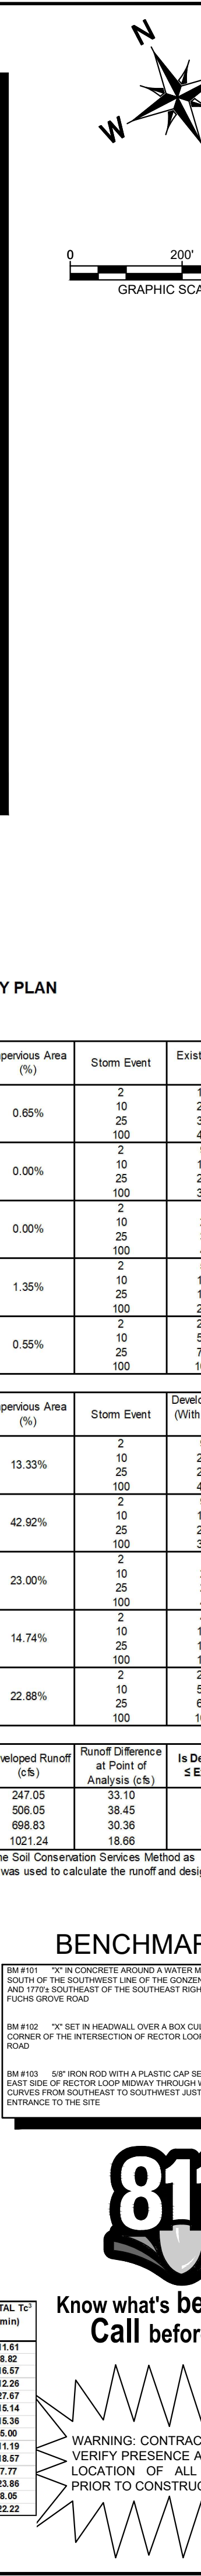 N
W
0 200'
GRAPHIC SCA
Y PLAN
pervious Area (%) Storm Event Exist
0.65% 2 10 25 100
0.00% 2 10 25 100
0.00% 2 10 25 100
1.35% 2 10 25 100
0.55% 2 10 25 100
pervious Area (%) Storm Event Develo (With
13.33% 2 10 25 100
42.92% 2 10 25 100
23.00% 2 10 25 100
14.74% 2 10 25 100
22.88% 2 10 25 100
veloped Runoff (cfs) Runoff Difference at Point of Analysis (cfs) Is De ≤ E
247.05 33.10
506.05 38.45
698.83 30.36
1021.24 18.66
ne Soil Conservation Services Method as
was used to calculate the runoff and desig
BENCHMAR
BM #101 "X" IN CONCRETE AROUND A WATER M
SOUTH OF THE SOUTHWEST LINE OF THE GONZEN
AND 1770'± SOUTHEAST OF THE SOUTHEAST RIGH
FUCHS GROVE ROAD
BM #102 "X" SET IN HEADWALL OVER A BOX CUL
CORNER OF THE INTERSECTION OF RECTOR LOOP
ROAD
BM #103 5/8" IRON ROD WITH A PLASTIC CAP SE
EAST SIDE OF RECTOR LOOP MIDWAY THROUGH W
CURVES FROM SOUTHEAST TO SOUTHWEST JUST
ENTRANCE TO THE SITE
811
Know what's be
Call befor
TAL Tc³
min)
11.61
8.82
16.57
12.26
27.67
15.14
15.36
5.00
11.19
18.57
7.77
23.86
8.05
22.22
WARNING: CONTRAC
VERIFY PRESENCE A
LOCATION OF ALL
PRIOR TO CONSTRUC